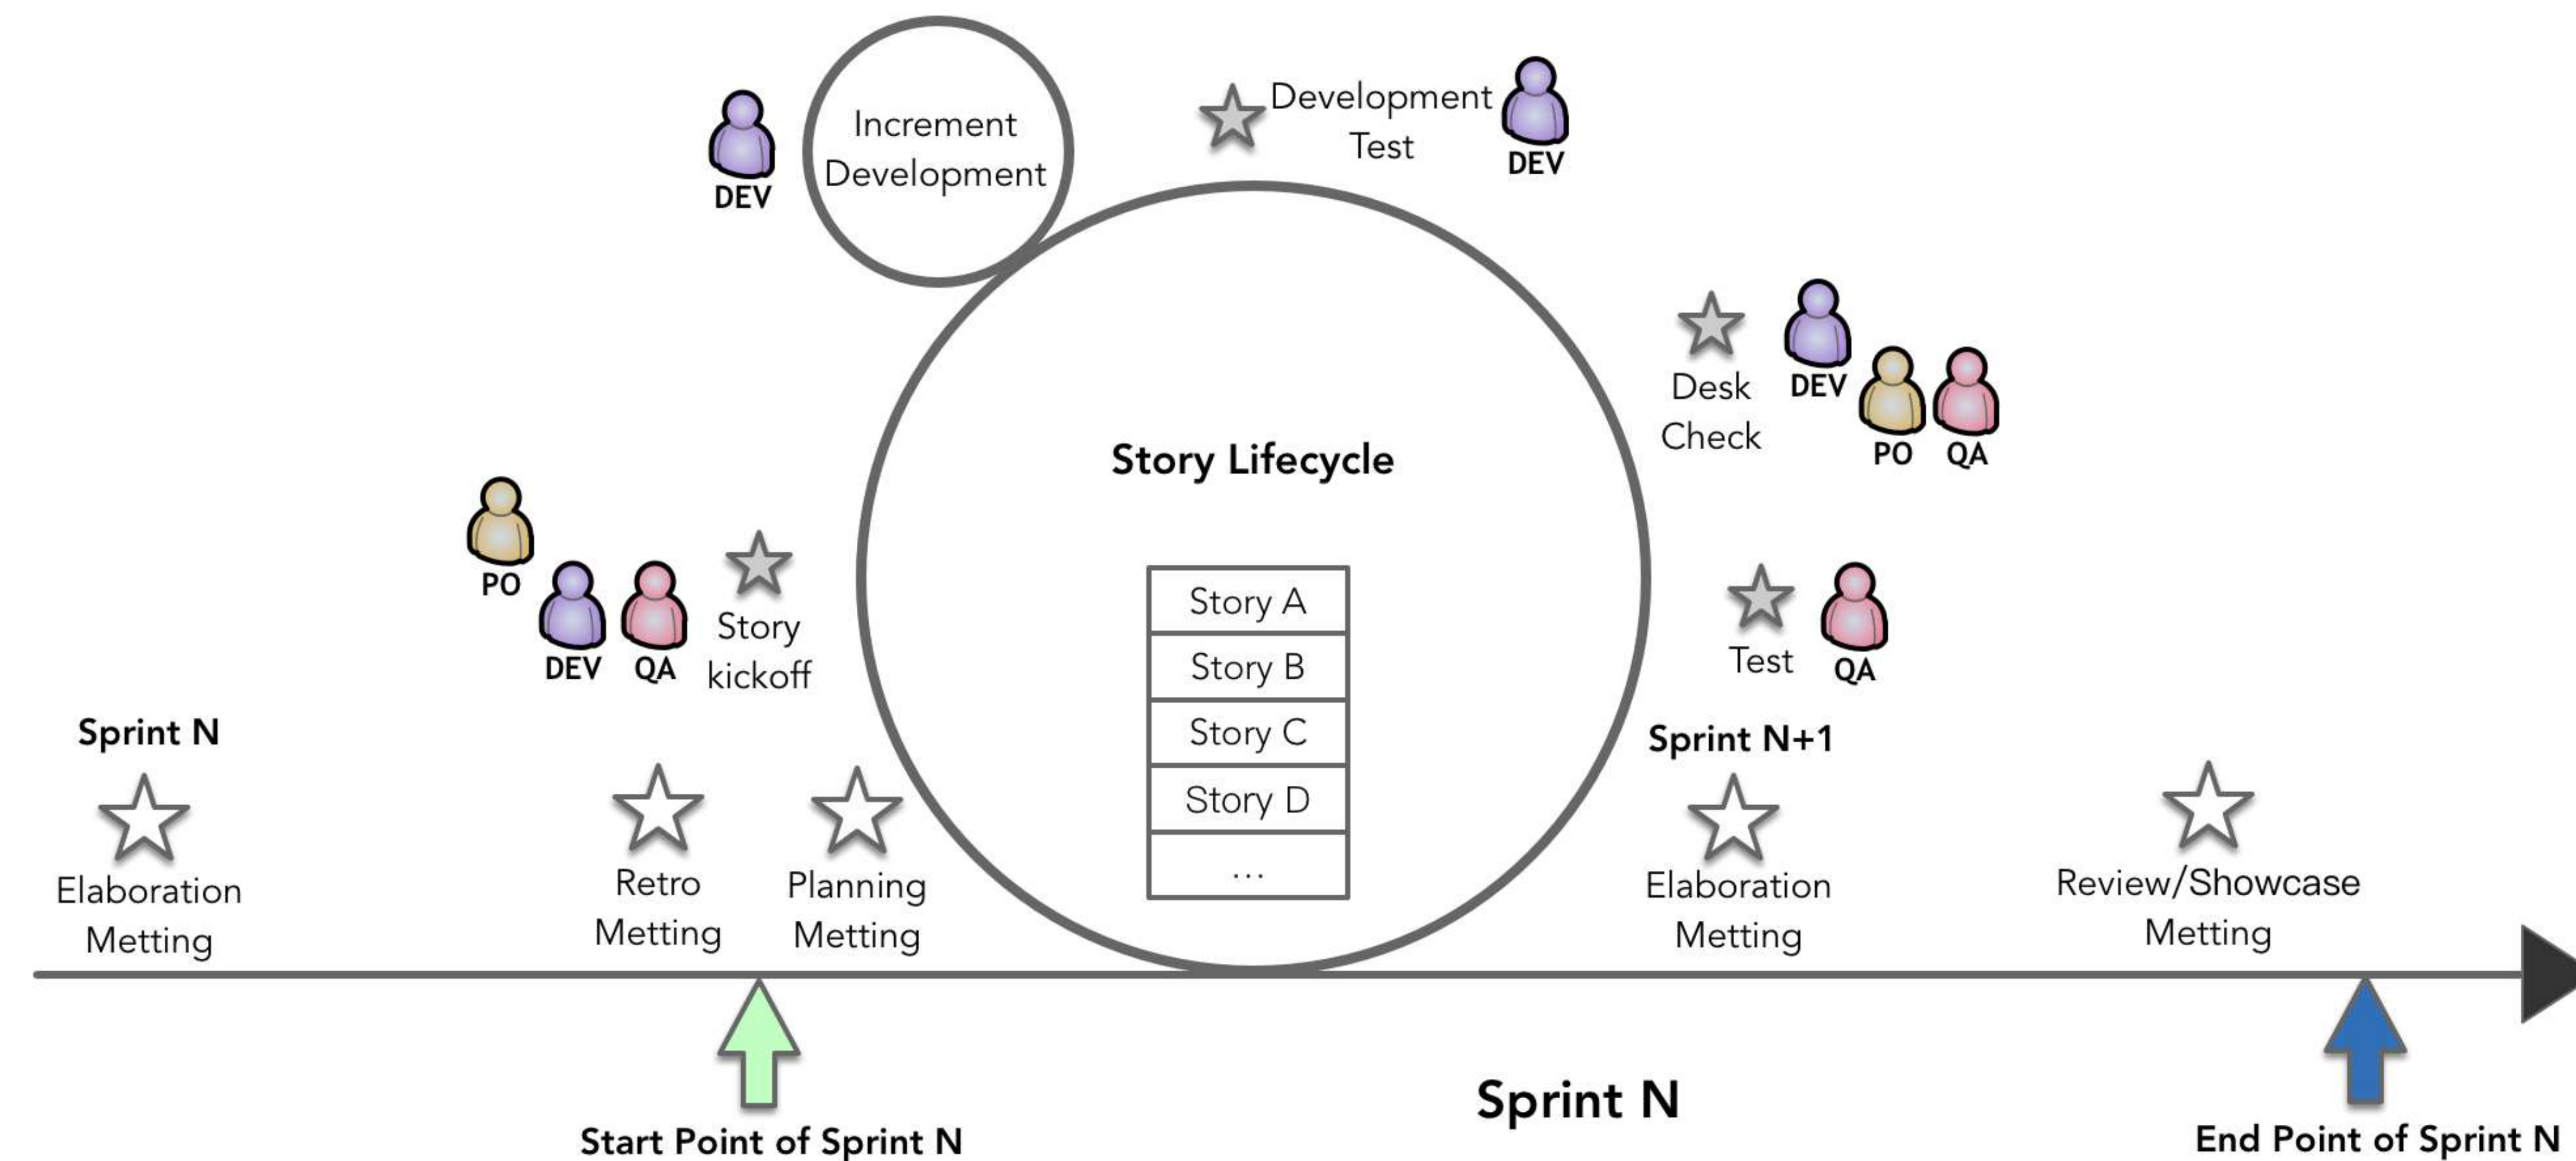 Increment
Development
DEV
Development
Test
DEV
Desk
Check
DEV
PO
QA
Story Lifecycle
PO
DEV
QA
Story
kickoff
Story A
Story B
Story C
Story D
...
Test
QA
Sprint N
Elaboration
Metting
Retro
Metting
Planning
Metting
Sprint N+1
Elaboration
Metting
Review/Showcase
Metting
Start Point of Sprint N
Sprint N
End Point of Sprint N